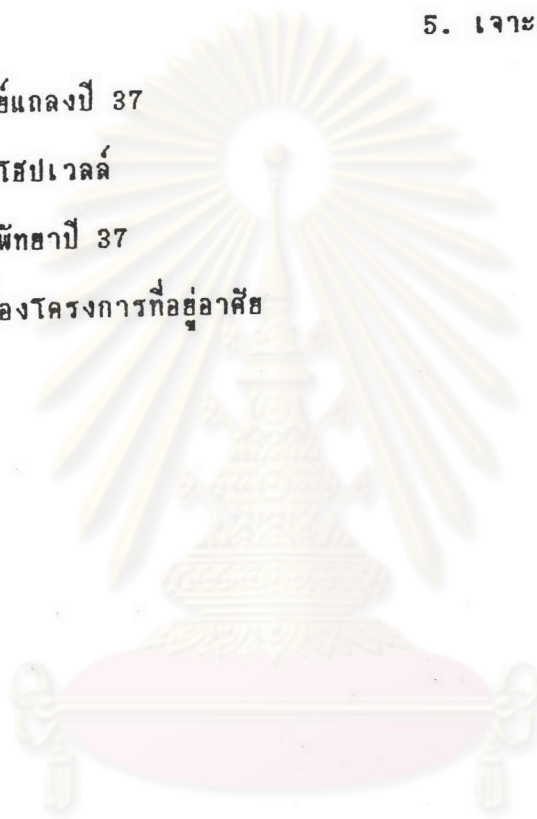 5. เจาะ
ย์แถลงปี 37
โฮปเวลล์
พัทยาปี 37
องโครงการที่อยู่อาศัย